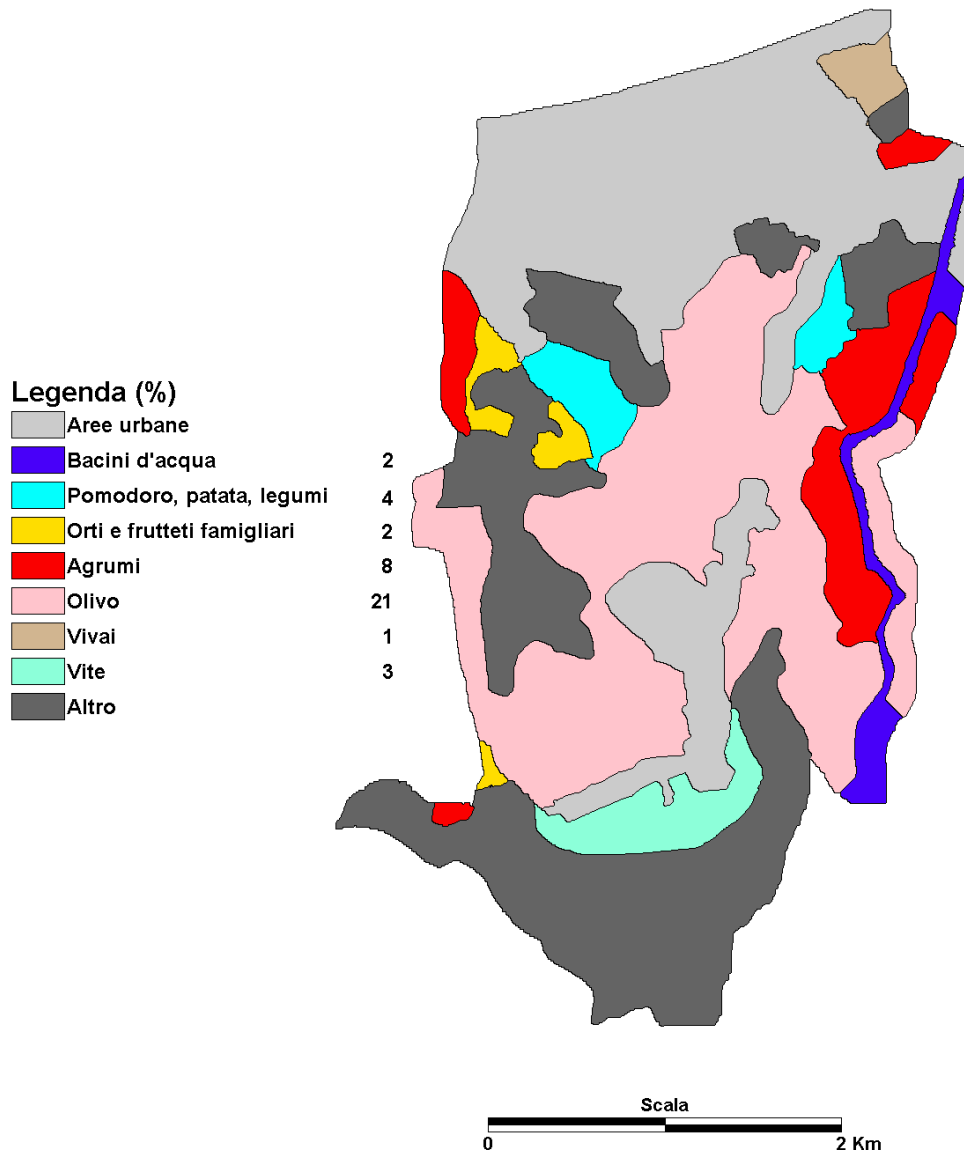 Legenda (%)
Aree urbane
Bacini d'acqua 2
Pomodoro, patata, legumi 4
Orti e frutteti famigliari 2
Agrumi 8
Olivo 21
Vivai 1
Vite 3
Altro
Scala
0 2 Km